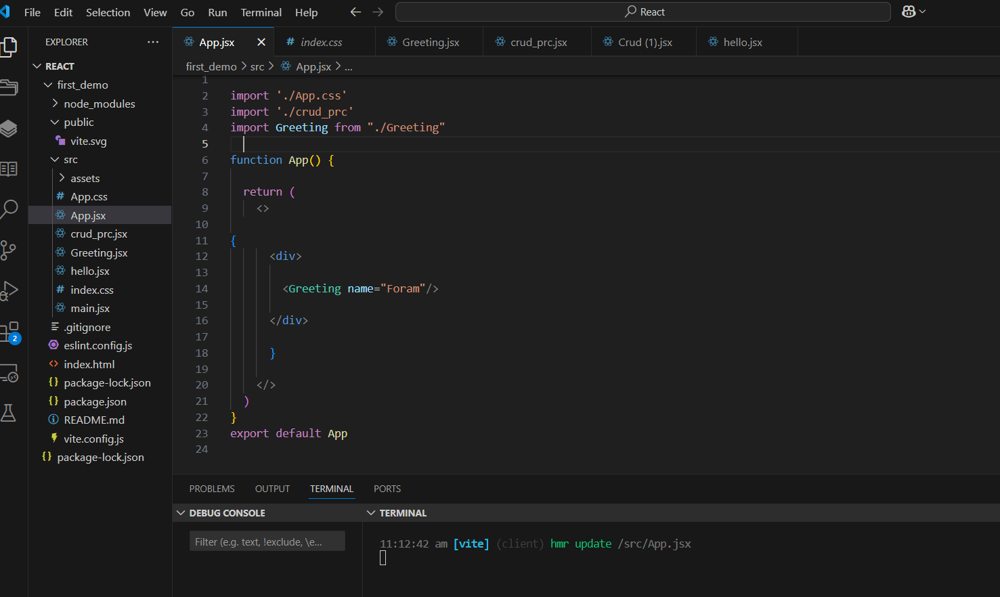 File Edit Selection View Go Run Terminal Help React
EXPLORER ...
REACT
first_demo
node_modules
public
vite.svg
src
assets
# App.css
App.jsx
crud_prc.jsx
Greeting.jsx
hello.jsx
# index.css
main.jsx
.gitignore
eslint.config.js
<> index.html
{} package-lock.json
{} package.json
README.md
vite.config.js
{} package-lock.json
2
App.jsx # index.css Greeting.jsx crud_prc.jsx Crud (1).jsx hello.jsx
first_demo > src > App.jsx > ...
1
2 import './App.css'
3 import './crud_prc'
4 import Greeting from "./Greeting"
5
6 function App() {
7
8 return (
9 <>
10
11 {
12 <div>
13
14 <Greeting name="Foram"/>
15
16 </div>
17
18 }
19
20 </>
21 )
22 }
23 export default App
24
PROBLEMS OUTPUT TERMINAL PORTS
DEBUG CONSOLE
Filter (e.g. text, !exclude, \e...
TERMINAL
11:12:42 am [vite] (client) hmr update /src/App.jsx